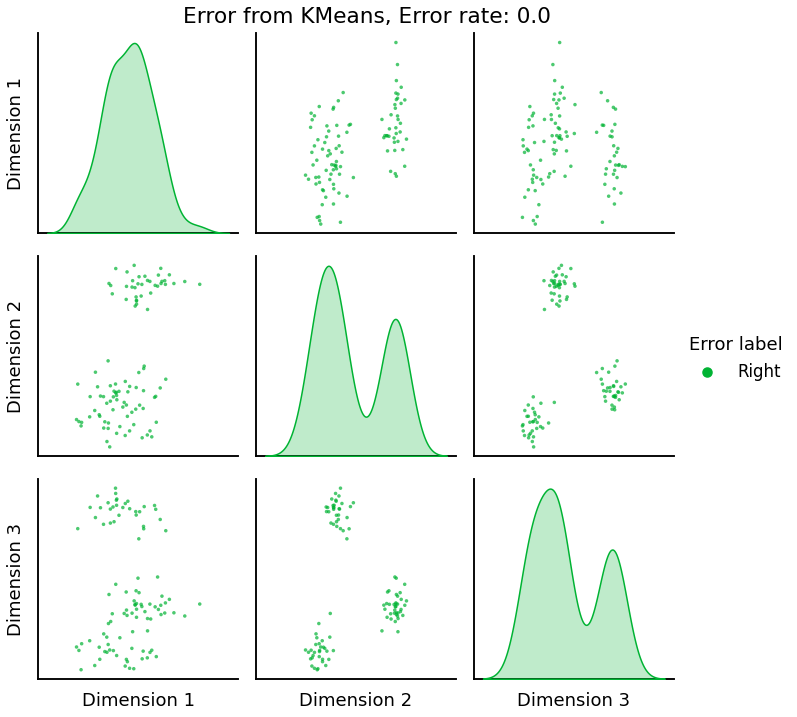 Error from KMeans, Error rate: 0.0
Dimension 1
Dimension 2
Error label
Right
Dimension 3
Dimension 1
Dimension 2
Dimension 3